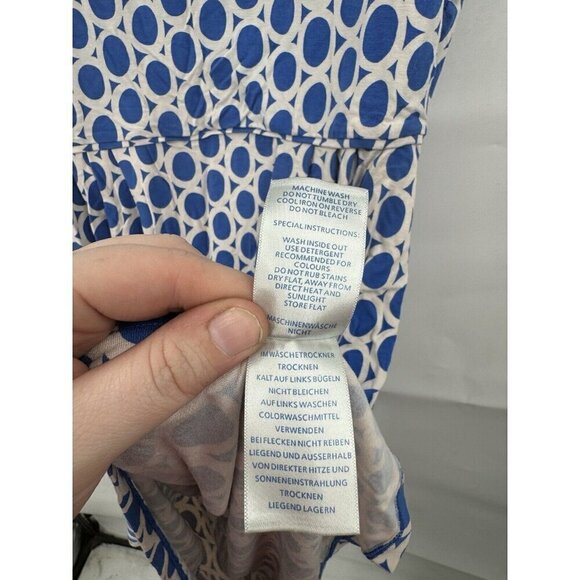 MACHINE WASH
DO NOT TUMBLE DRY
COOL IRON ON REVERSE
DO NOT BLEACH
SPECIAL INSTRUCTIONS:
WASH INSIDE OUT
USE DETERGENT
RECOMMENDED FOR
COLOURS
DO NOT RUB STAINS
DRY FLAT, AWAY FROM
DIRECT HEAT AND
SUNLIGHT
STORE FLAT
MASCHINENWÄSCHE
NICHT
IM WÄSCHETROCKNER
TROCKNEN
KALT AUF LINKS BÜGELN
NICHT BLEICHEN
AUF LINKS WASCHEN
COLORWASCHMITTEL
VERWENDEN
BEI FLECKEN NICHT REIBEN
LIEGEND UND AUSSERHALB
VON DIREKTER HITZE UND
SONNENEINSTRAHLUNG
TROCKNEN
LIEGEND LAGERN